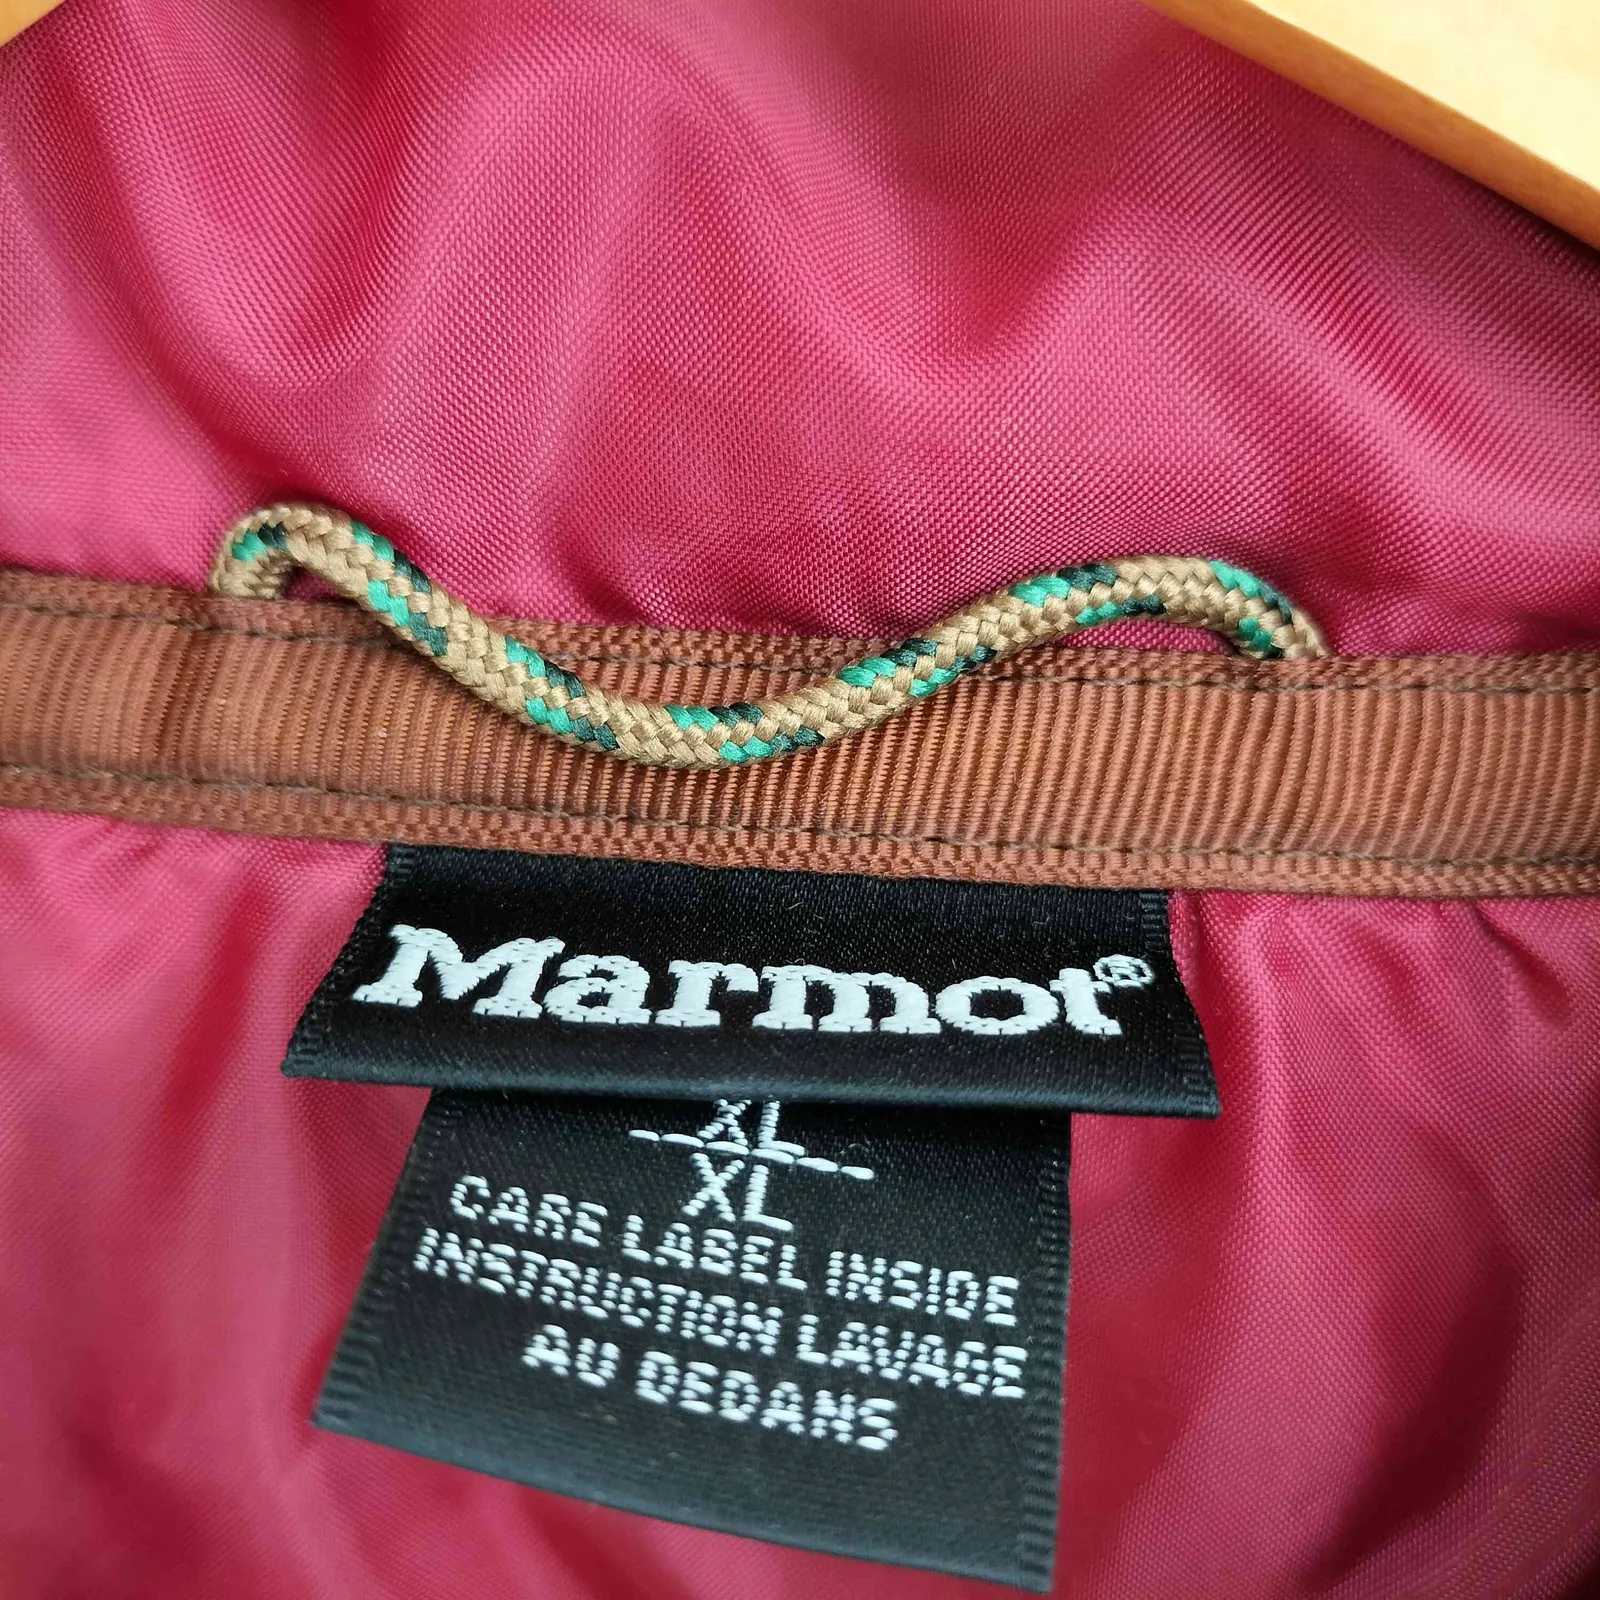 Marmot®
XL
XL
CARE LABEL INSIDE
INSTRUCTION LAVAGE
AU DEDANS